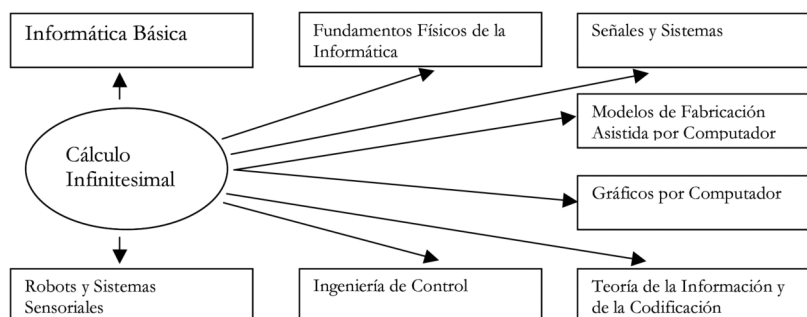 Informática Básica
Fundamentos Físicos de la
Informática
Señales y Sistemas
Modelos de Fabricación
Asistida por Computador
Cálculo
Infinitesimal
Gráficos por Computador
Robots y Sistemas
Sensoriales
Ingeniería de Control
Teoría de la Información y
de la Codificación